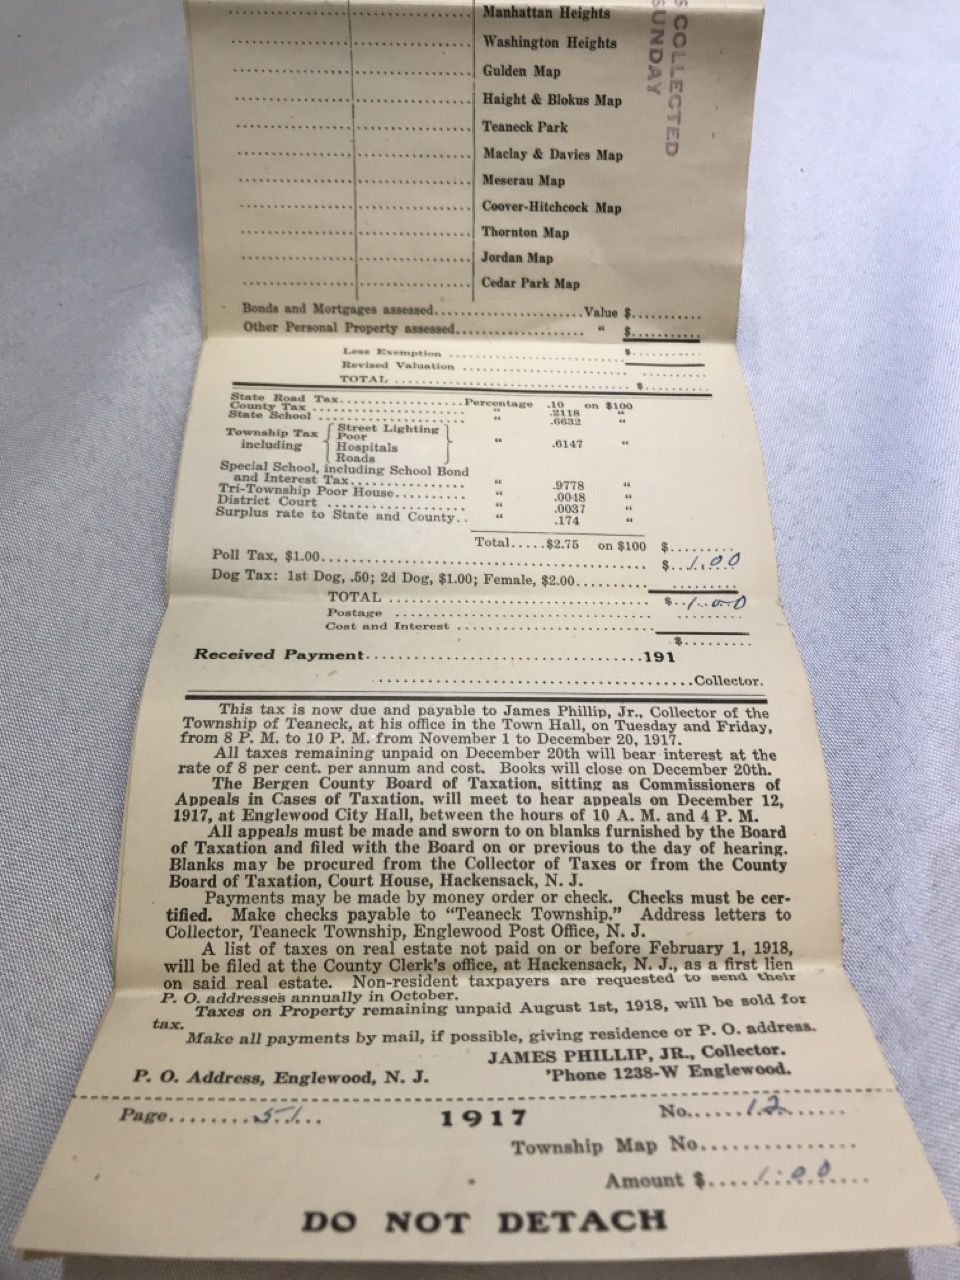 Manhattan Heights
Washington Heights
Gulden Map
Haight & Blokus Map
Teaneck Park
Maclay & Davies Map
Meserau Map
Coover-Hitchcock Map
Thornton Map
Jordan Map
Cedar Park Map
COLLECTED
SUNDAY
Bonds and Mortgages assessed......................Value $...........
Other Personal Property assessed.................... " $...........
Less Exemption .......................... $............
Revised Valuation ......................... ...........
TOTAL ................................... $...........
State Road Tax....................Percentage .10 on $100
County Tax ......................... " .2118 "
State School ........................ " .6632 "
Township Tax including { Street Lighting Poor Hospitals Roads } " .6147 "
Special School, including School Bond
and Interest Tax................ " .9778 "
Tri-Township Poor House.......... " .0048 "
District Court .................. " .0037 "
Surplus rate to State and County.. " .174 "
Total.....$2.75 on $100 $.........
Poll Tax, $1.00.................................................. $..1.00
Dog Tax: 1st Dog, .50; 2d Dog, $1.00; Female, $2.00........... .........
TOTAL ........................................ $..1.00
Postage ....................................... .........
Cost and Interest ..............................
$.........
Received Payment........................................191
..............................................Collector.
This tax is now due and payable to James Phillip, Jr., Collector of the
Township of Teaneck, at his office in the Town Hall, on Tuesday and Friday,
from 8 P. M. to 10 P. M. from November 1 to December 20, 1917.
All taxes remaining unpaid on December 20th will bear interest at the
rate of 8 per cent. per annum and cost. Books will close on December 20th.
The Bergen County Board of Taxation, sitting as Commissioners of
Appeals in Cases of Taxation, will meet to hear appeals on December 12,
1917, at Englewood City Hall, between the hours of 10 A. M. and 4 P. M.
All appeals must be made and sworn to on blanks furnished by the Board
of Taxation and filed with the Board on or previous to the day of hearing.
Blanks may be procured from the Collector of Taxes or from the County
Board of Taxation, Court House, Hackensack, N. J.
Payments may be made by money order or check. Checks must be cer-
tified. Make checks payable to "Teaneck Township." Address letters to
Collector, Teaneck Township, Englewood Post Office, N. J.
A list of taxes on real estate not paid on or before February 1, 1918,
will be filed at the County Clerk's office, at Hackensack, N. J., as a first lien
on said real estate. Non-resident taxpayers are requested to send their
P. O. addresses annually in October.
Taxes on Property remaining unpaid August 1st, 1918, will be sold for
tax.
Make all payments by mail, if possible, giving residence or P. O. address.
JAMES PHILLIP, JR., Collector.
P. O. Address, Englewood, N. J. 'Phone 1238-W Englewood.
Page........51... 1917 No......12......
Township Map No...............
Amount $......1.00....
DO NOT DETACH